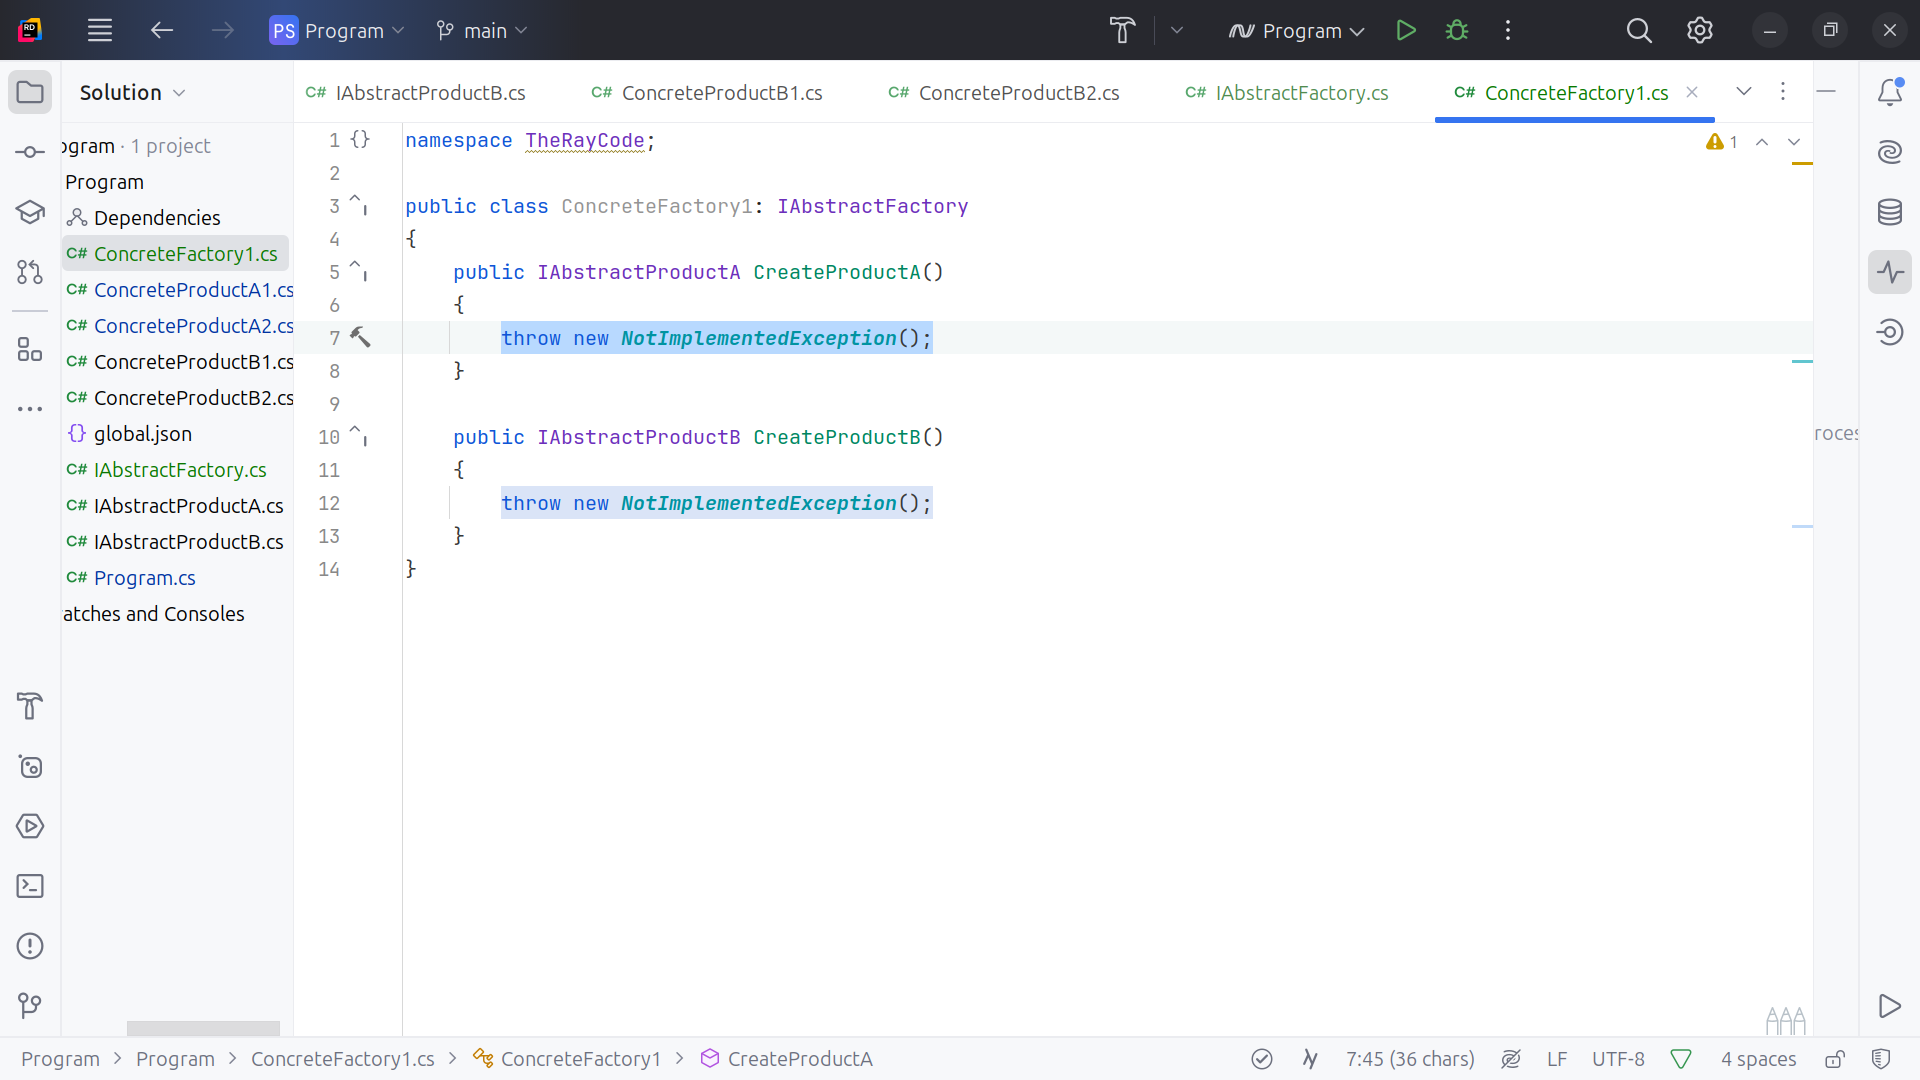 PS Program main Program
Solution
IAbstractProductB.cs ConcreteProductB1.cs ConcreteProductB2.cs IAbstractFactory.cs ConcreteFactory1.cs
ogram · 1 project
Program
Dependencies
C# ConcreteFactory1.cs
C# ConcreteProductA1.cs
C# ConcreteProductA2.cs
C# ConcreteProductB1.cs
C# ConcreteProductB2.cs
{} global.json
C# IAbstractFactory.cs
C# IAbstractProductA.cs
C# IAbstractProductB.cs
C# Program.cs
atches and Consoles
1 {} namespace TheRayCode;
1
2
3 public class ConcreteFactory1: IAbstractFactory
4 {
5 public IAbstractProductA CreateProductA()
6 {
7 throw new NotImplementedException();
8 }
9
10 public IAbstractProductB CreateProductB()
11 {
12 throw new NotImplementedException();
13 }
14 }
roces
Program > Program > ConcreteFactory1.cs > ConcreteFactory1 > CreateProductA
7:45 (36 chars) LF UTF-8 4 spaces